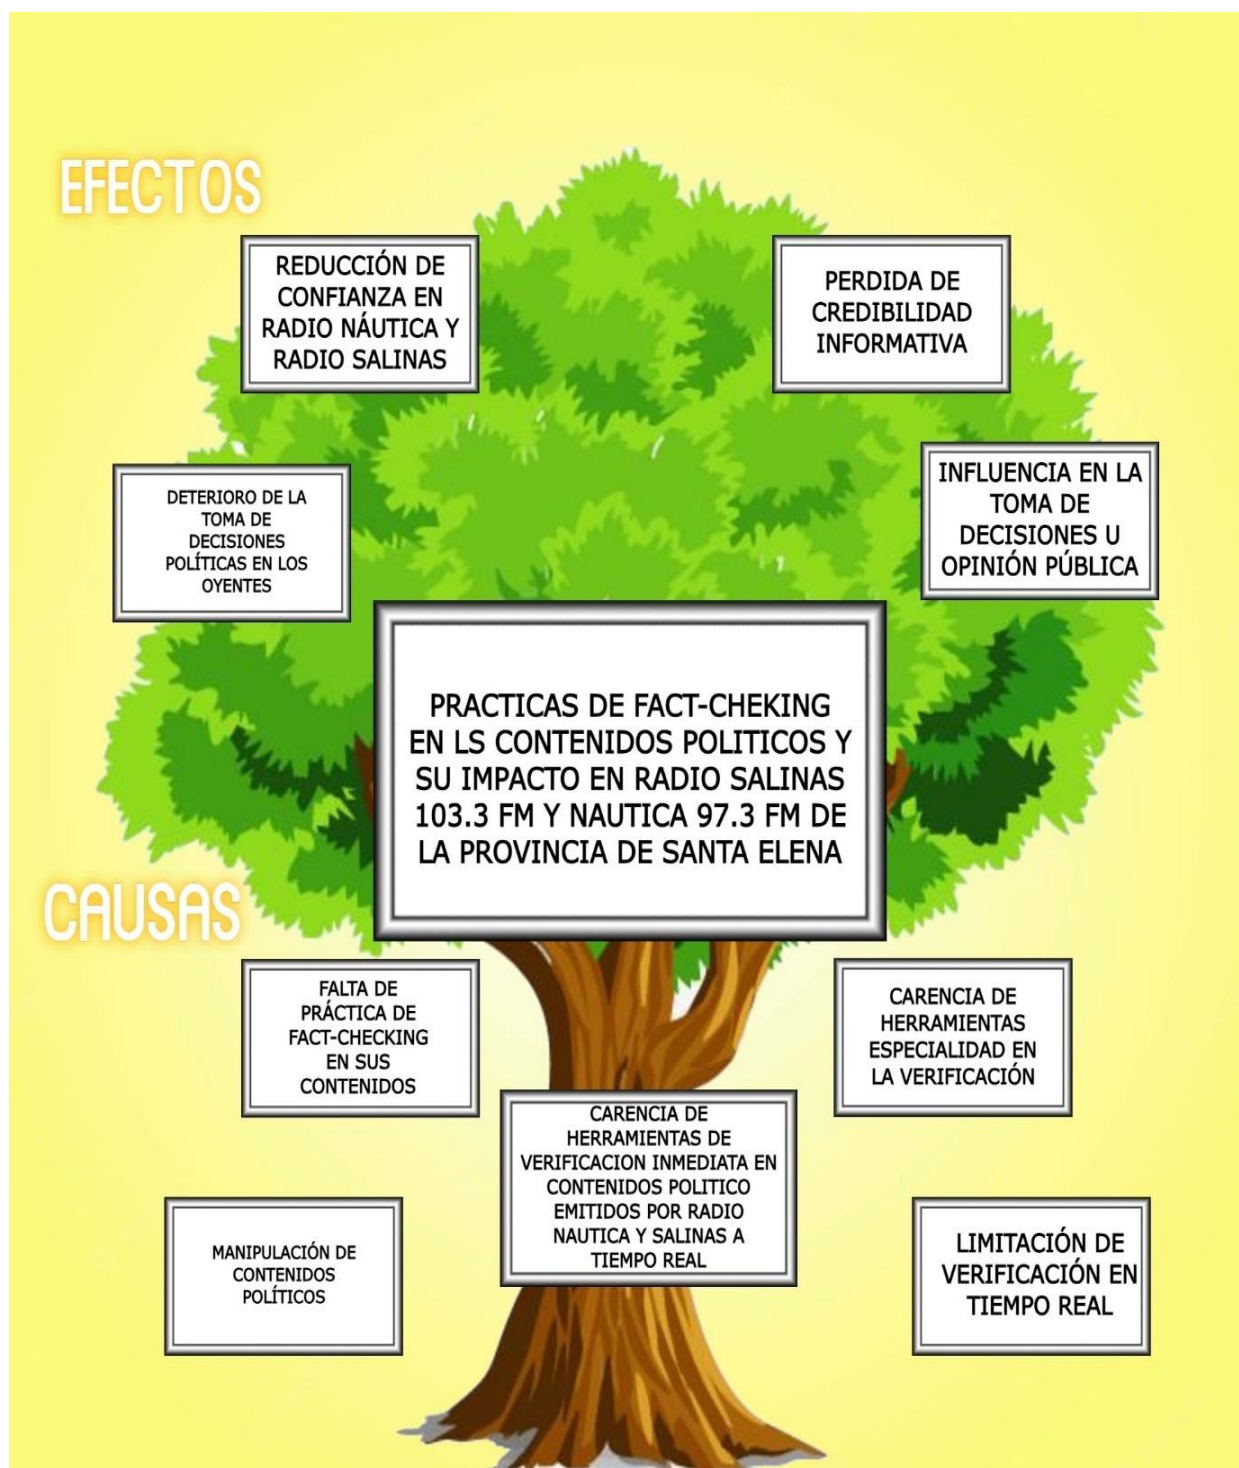 EFECTOS
REDUCCIÓN DE
CONFIANZA EN
RADIO NÁUTICA Y
RADIO SALINAS
PERDIDA DE
CREDIBILIDAD
INFORMATIVA
DETERIORO DE LA
TOMA DE
DECISIONES
POLÍTICAS EN LOS
OYENTES
INFLUENCIA EN LA
TOMA DE
DECISIONES U
OPINIÓN PÚBLICA
PRACTICAS DE FACT-CHEKING
EN LS CONTENIDOS POLITICOS Y
SU IMPACTO EN RADIO SALINAS
103.3 FM Y NAUTICA 97.3 FM DE
LA PROVINCIA DE SANTA ELENA
CAUSAS
FALTA DE
PRÁCTICA DE
FACT-CHECKING
EN SUS
CONTENIDOS
CARENCIA DE
HERRAMIENTAS
ESPECIALIDAD EN
LA VERIFICACIÓN
CARENCIA DE
HERRAMIENTAS DE
VERIFICACION INMEDIATA EN
CONTENIDOS POLITICO
EMITIDOS POR RADIO
NAUTICA Y SALINAS A
TIEMPO REAL
MANIPULACIÓN DE
CONTENIDOS
POLÍTICOS
LIMITACIÓN DE
VERIFICACIÓN EN
TIEMPO REAL